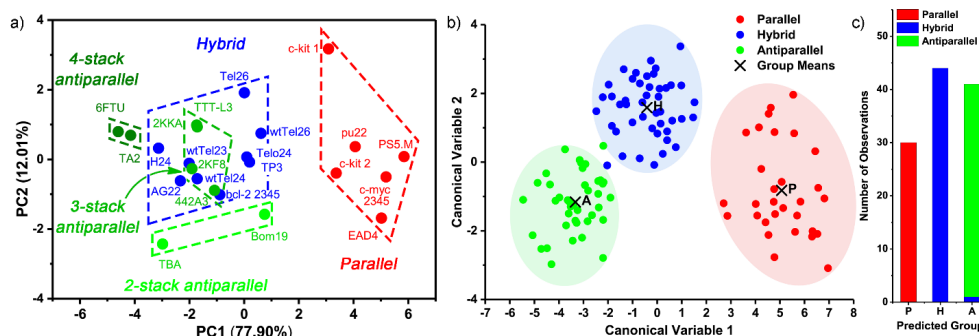 a)
4
2
0
-2
-4
PC2 (12.01%)
-6
-4
-2
0
2
4
6
PC1 (77.90%)
4-stack
antiparallel
Hybrid
c-kit 1
Tel26
6FTU
TTT-L3
2KKA
wtTel26
pu22
PS5.M
TA2
H24
wtTel23
Telo24
2KF8
TP3
c-kit 2
AG22
wtTel24
c-myc
2345
442A3
bcl-2 2345
3-stack
antiparallel
EAD4
Bom19
TBA
2-stack antiparallel
Parallel
b)
4
2
0
-2
-4
Canonical Variable 2
-7
-6
-5
-4
-3
-2
-1
0
1
2
3
4
5
6
7
8
Canonical Variable 1
Parallel
Hybrid
Antiparallel
Group Means
H
A
P
c)
Parallel
Hybrid
Antiparallel
50
40
30
20
10
0
Number of Observations
P
H
A